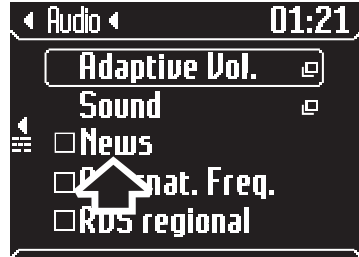 Audio 01:21
Adaptive Vol.
Sound
News
nat. Freq.
RDS regional